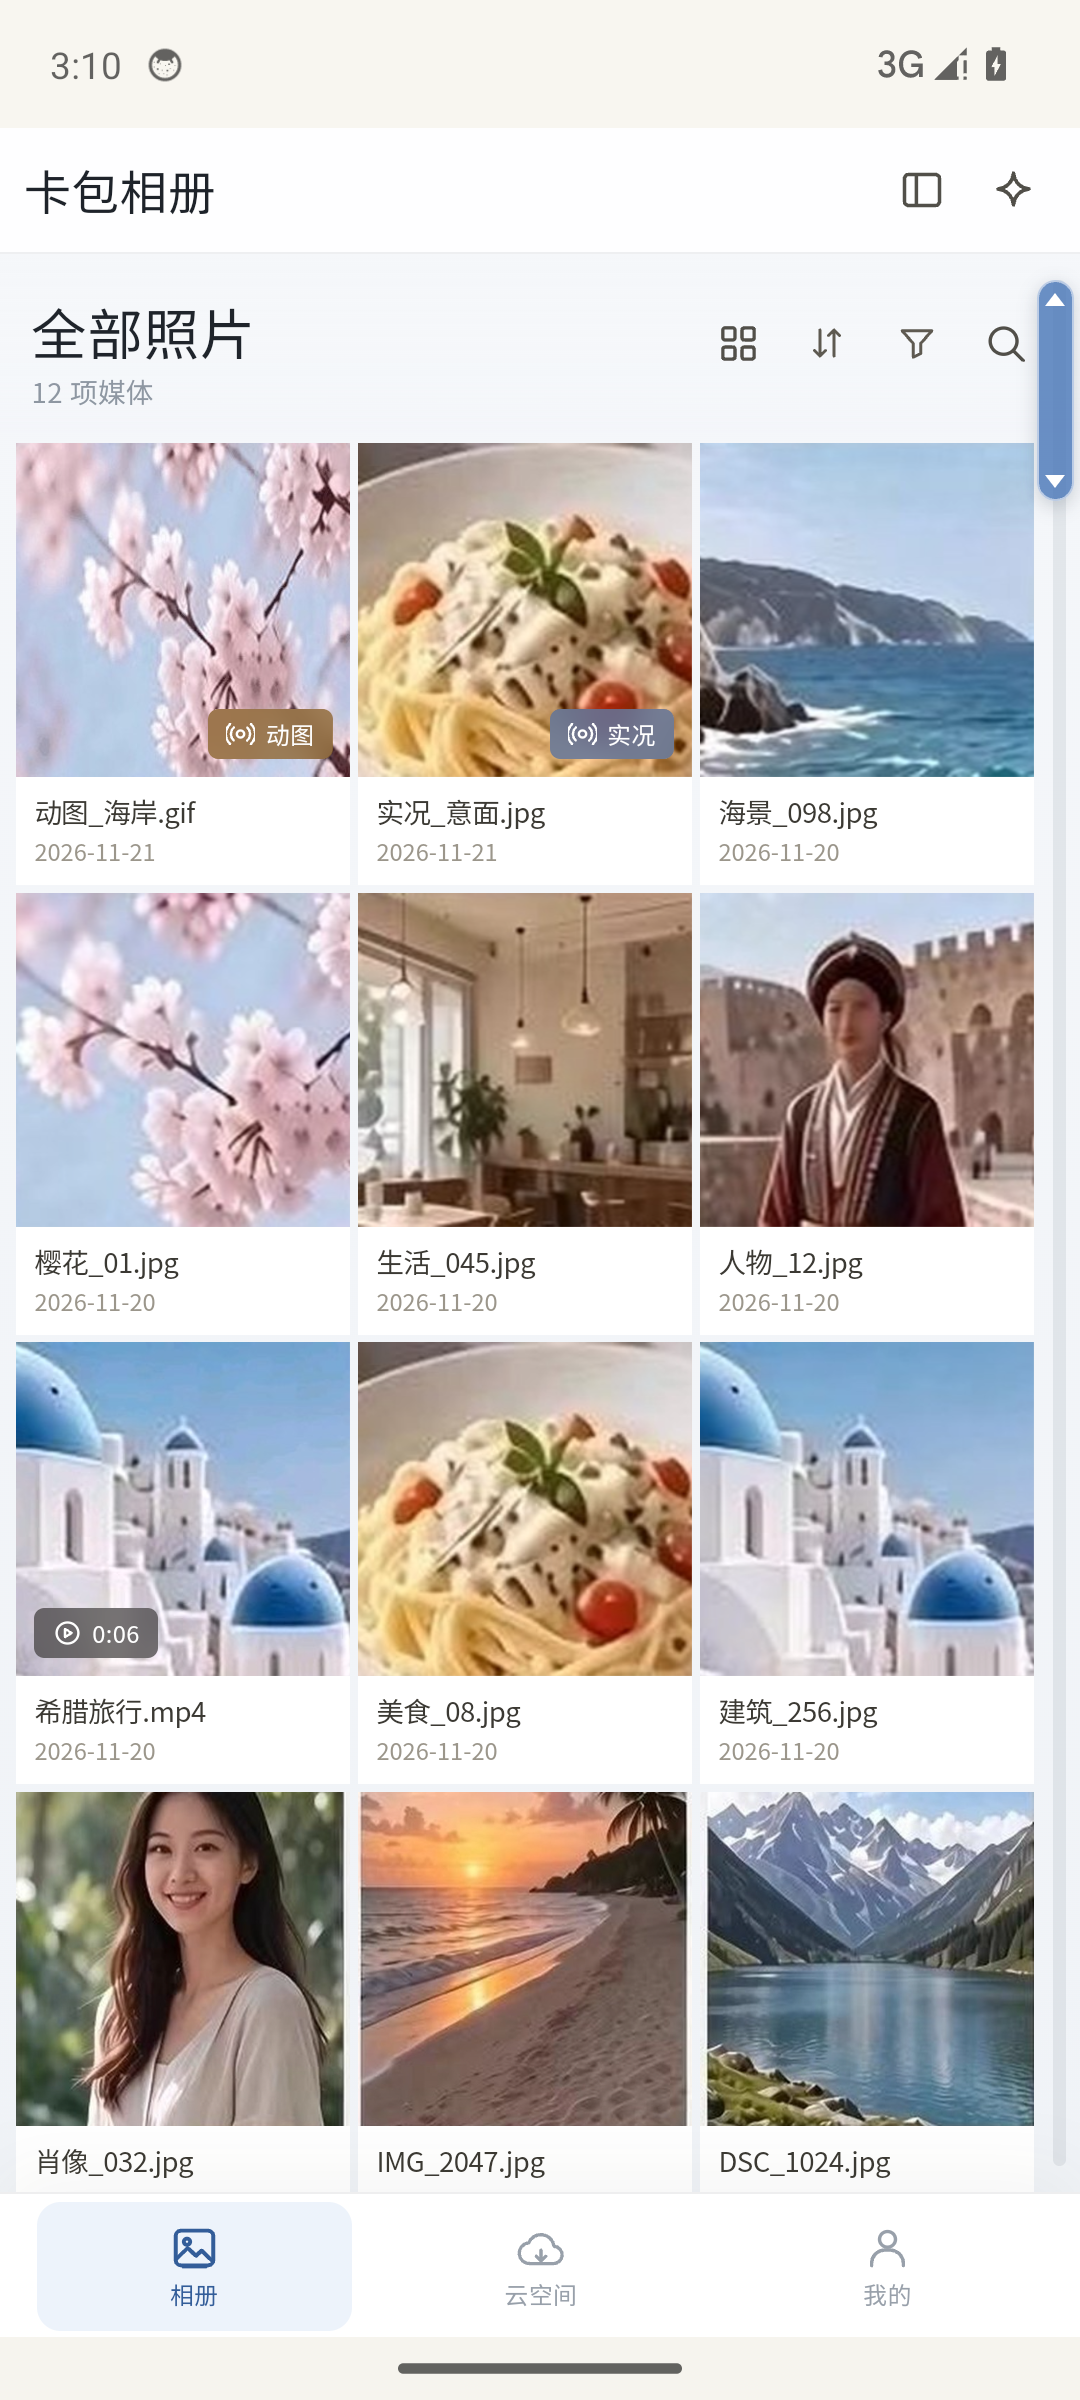 3:10
3G
卡包相册
全部照片
12 项媒体
动图
实况
动图_海岸.gif
实况_意面.jpg
海景_098.jpg
2026-11-21
2026-11-21
2026-11-20
樱花_01.jpg
生活_045.jpg
人物_12.jpg
2026-11-20
2026-11-20
2026-11-20
0:06
希腊旅行.mp4
美食_08.jpg
建筑_256.jpg
2026-11-20
2026-11-20
2026-11-20
肖像_032.jpg
IMG_2047.jpg
DSC_1024.jpg
相册
云空间
我的